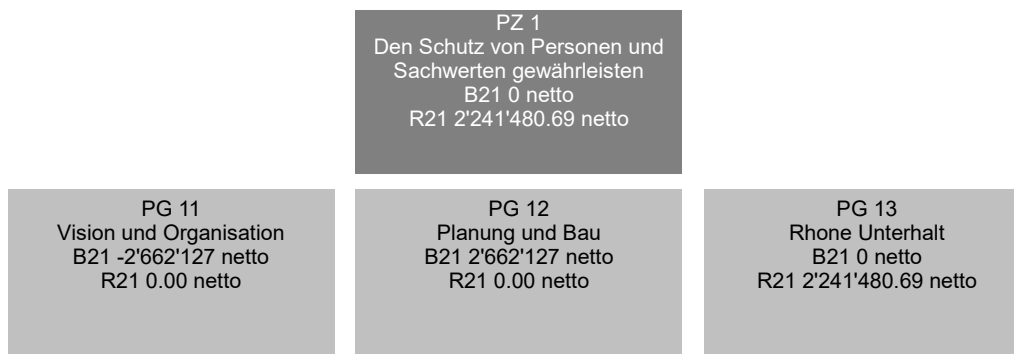 PZ 1
Den Schutz von Personen und
Sachwerten gewährleisten
B21 0 netto
R21 2'241'480.69 netto
PG 11
Vision und Organisation
B21 -2'662'127 netto
R21 0.00 netto
PG 12
Planung und Bau
B21 2'662'127 netto
R21 0.00 netto
PG 13
Rhone Unterhalt
B21 0 netto
R21 2'241'480.69 netto